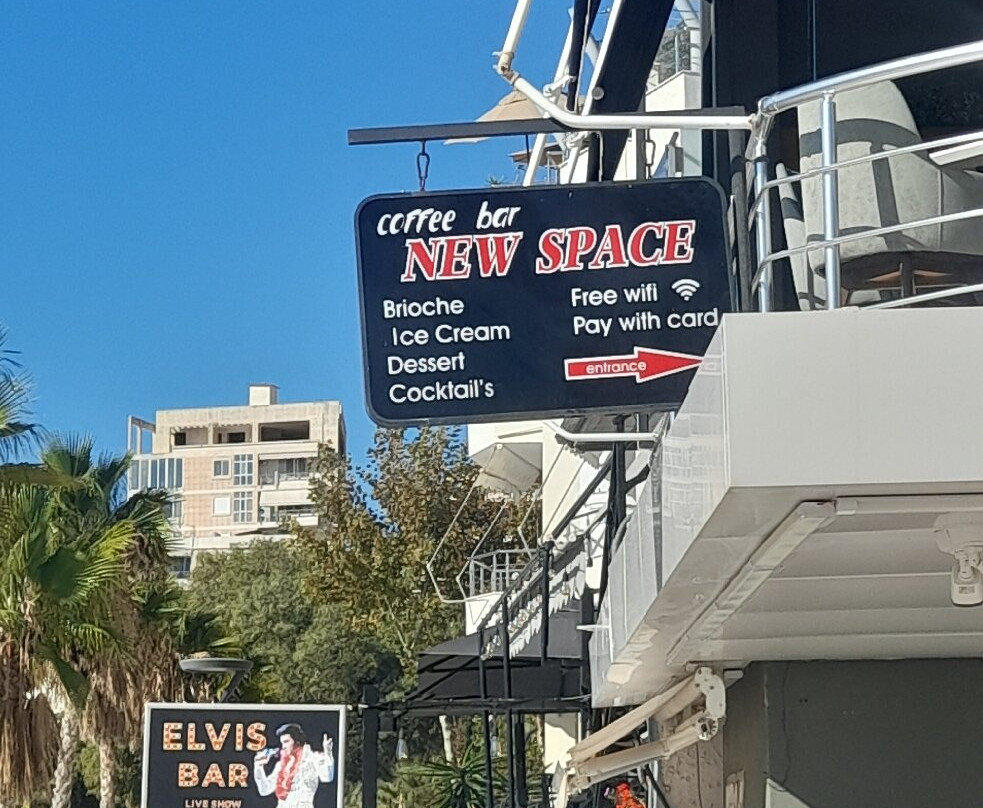 coffee bar
NEW SPACE
Brioche
Ice Cream
Dessert
Cocktail's
Free wifi
Pay with card
entrance
ELVIS
BAR
LIVE SHOW